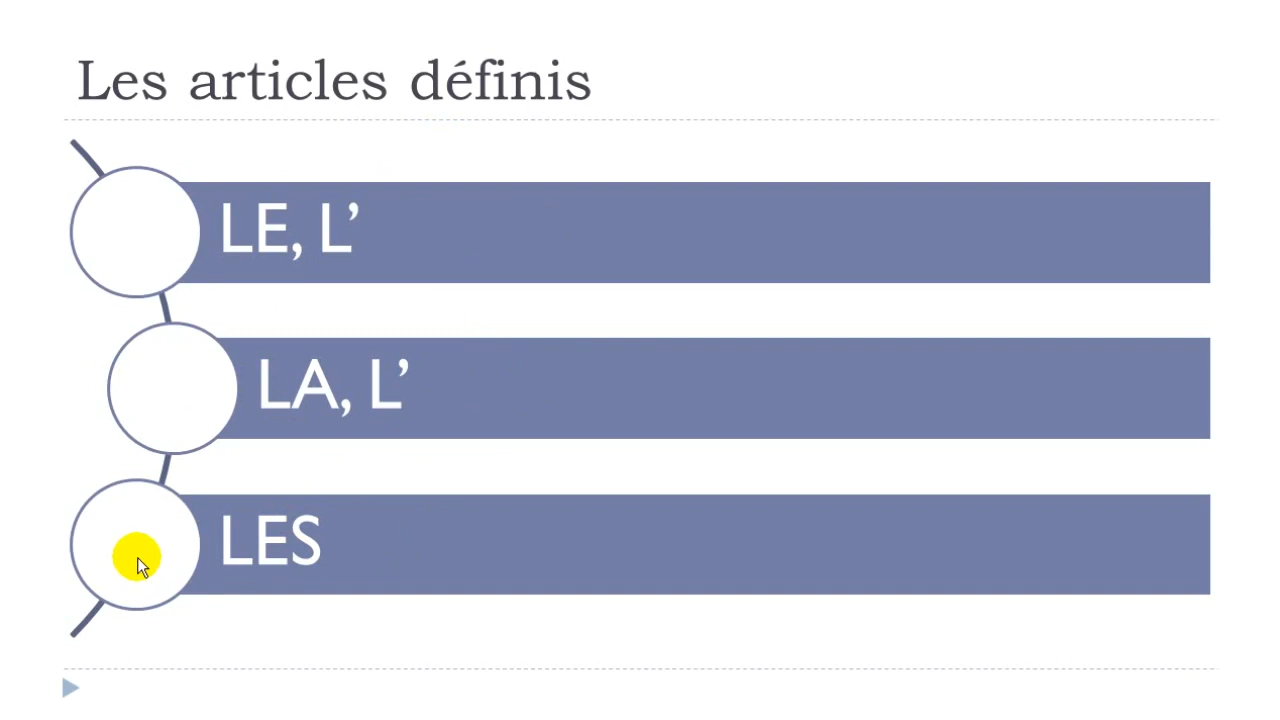 Les articles définis
LE, L’
LA, L’
LES